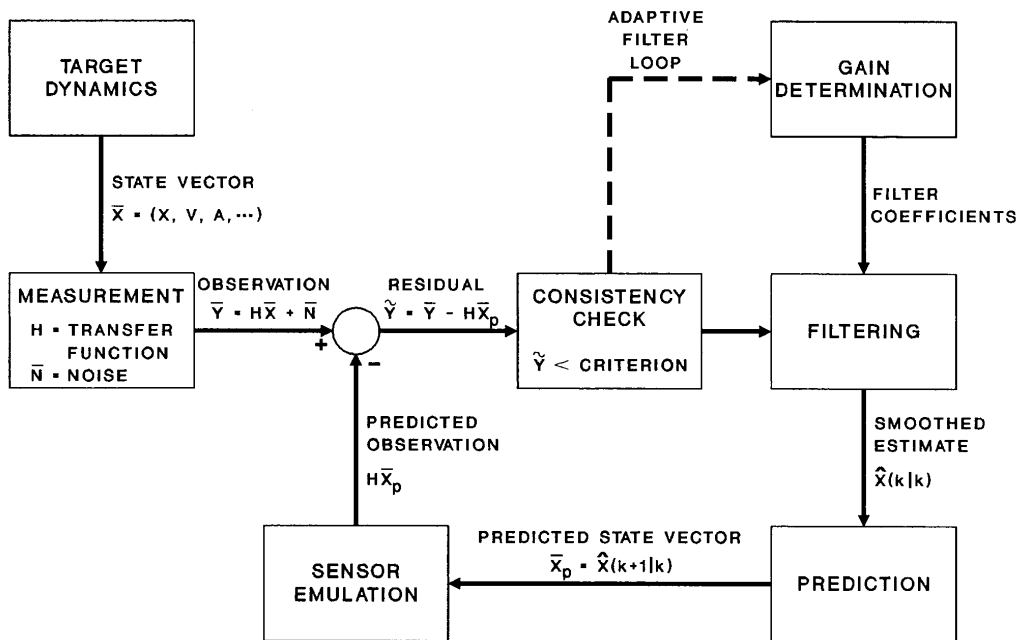 TARGET
DYNAMICS
STATE VECTOR
X̅ = (X, V, A, ···)
MEASUREMENT
H = TRANSFER
FUNCTION
N̅ = NOISE
OBSERVATION
Y̅ = HX̅ + N̅
+
−
RESIDUAL
Ỹ = Y̅ - HX̅p
CONSISTENCY
CHECK
Ỹ < CRITERION
ADAPTIVE
FILTER
LOOP
GAIN
DETERMINATION
FILTER
COEFFICIENTS
FILTERING
SMOOTHED
ESTIMATE
X̂(k|k)
PREDICTION
PREDICTED STATE VECTOR
X̅p = X̂(k+1|k)
SENSOR
EMULATION
PREDICTED
OBSERVATION
HX̅p